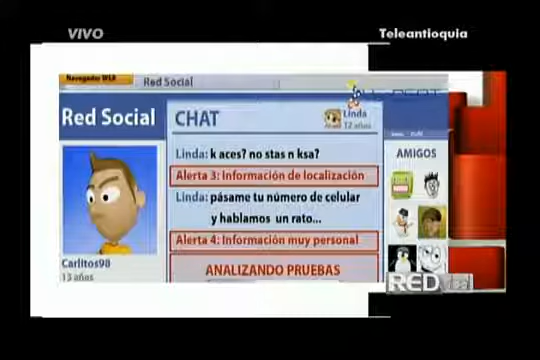 VIVO
Teleantioquia
Navegador WEB
Red Social
Red Social
CHAT
Linda
12 años
Linda: k aces? no stas n ksa?
Alerta 3: Información de localización
Linda: pásame tu número de celular
y hablamos un rato...
Alerta 4: Información muy personal
ANALIZANDO PRUEBAS
Carlitos98
13 años
AMIGOS
RED